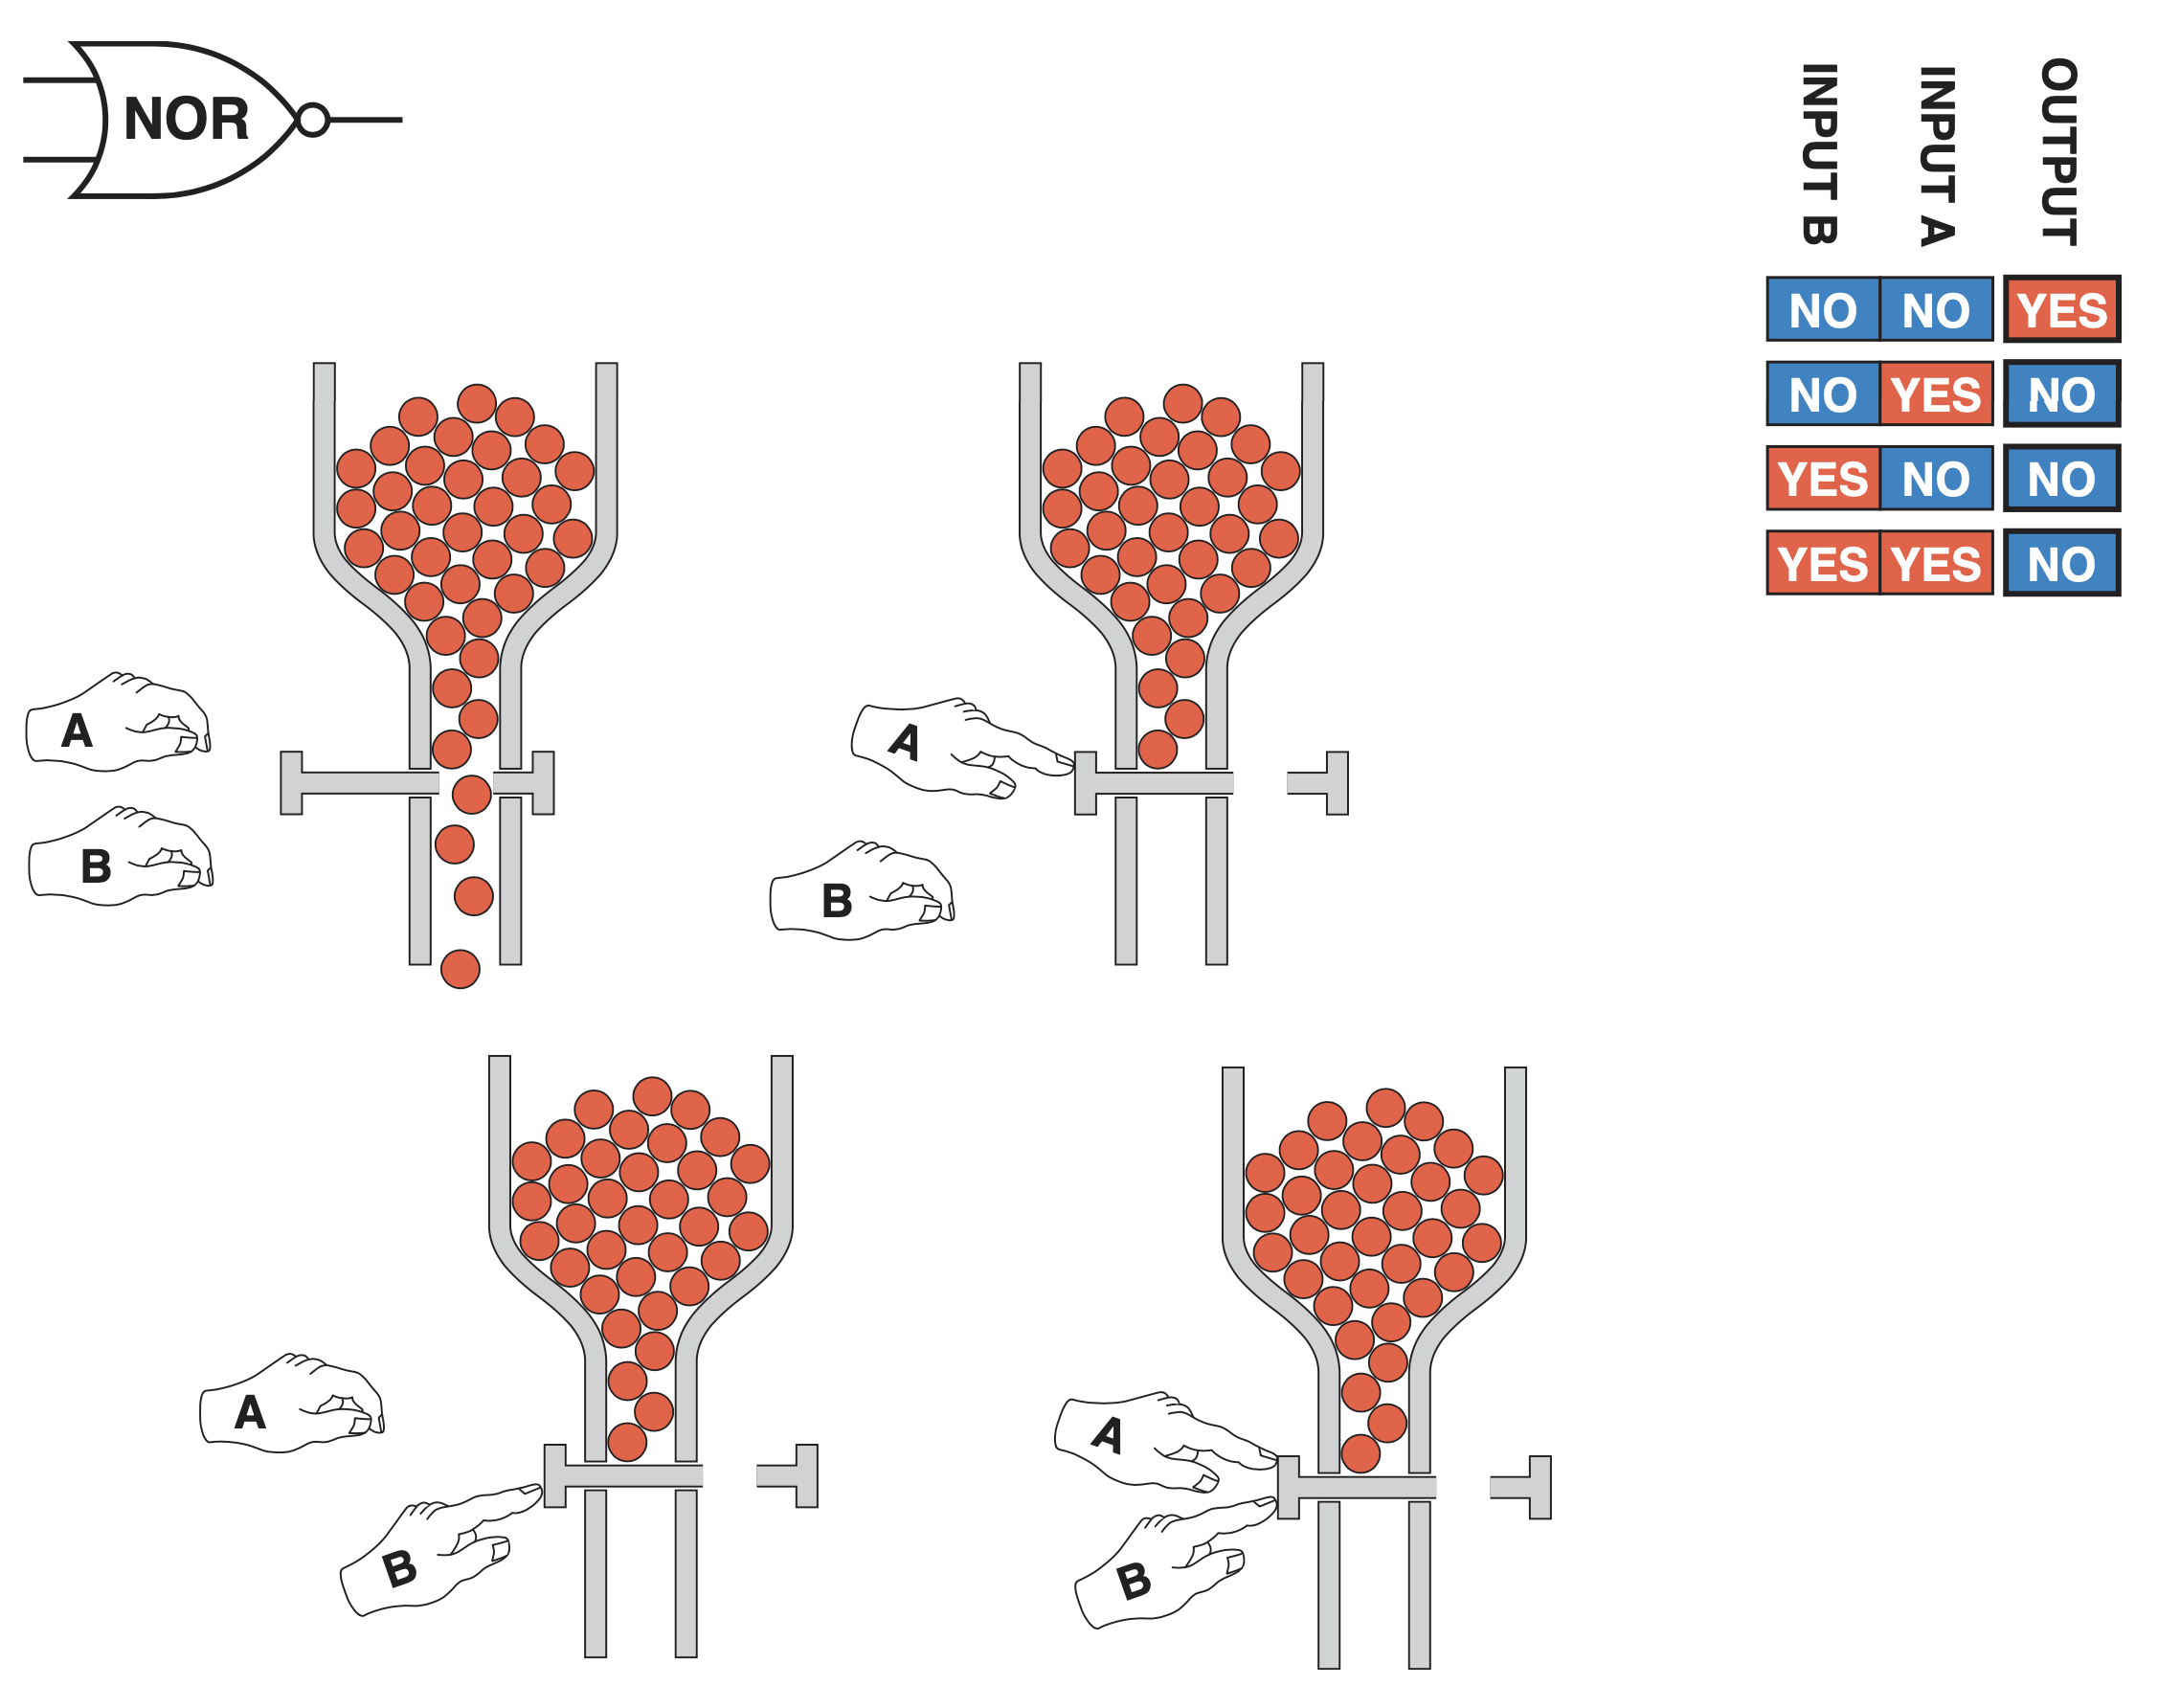 NOR
INPUT B
INPUT A
OUTPUT
NO NO YES
NO YES NO
YES NO NO
YES YES NO
A
B
A
B
A
B
A
B